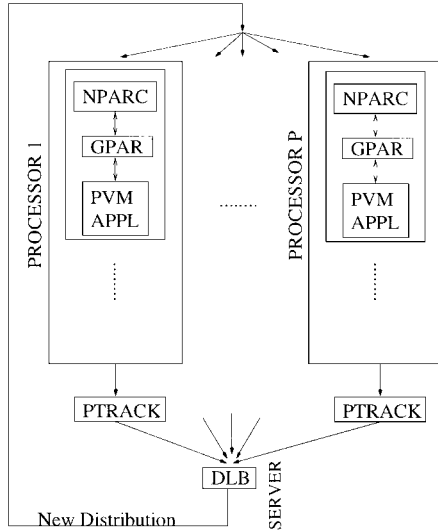 PROCESSOR 1
NPARC
GPAR
PVM
APPL
PROCESSOR P
NPARC
GPAR
PVM
APPL
PTRACK
PTRACK
DLB
SERVER
New Distribution